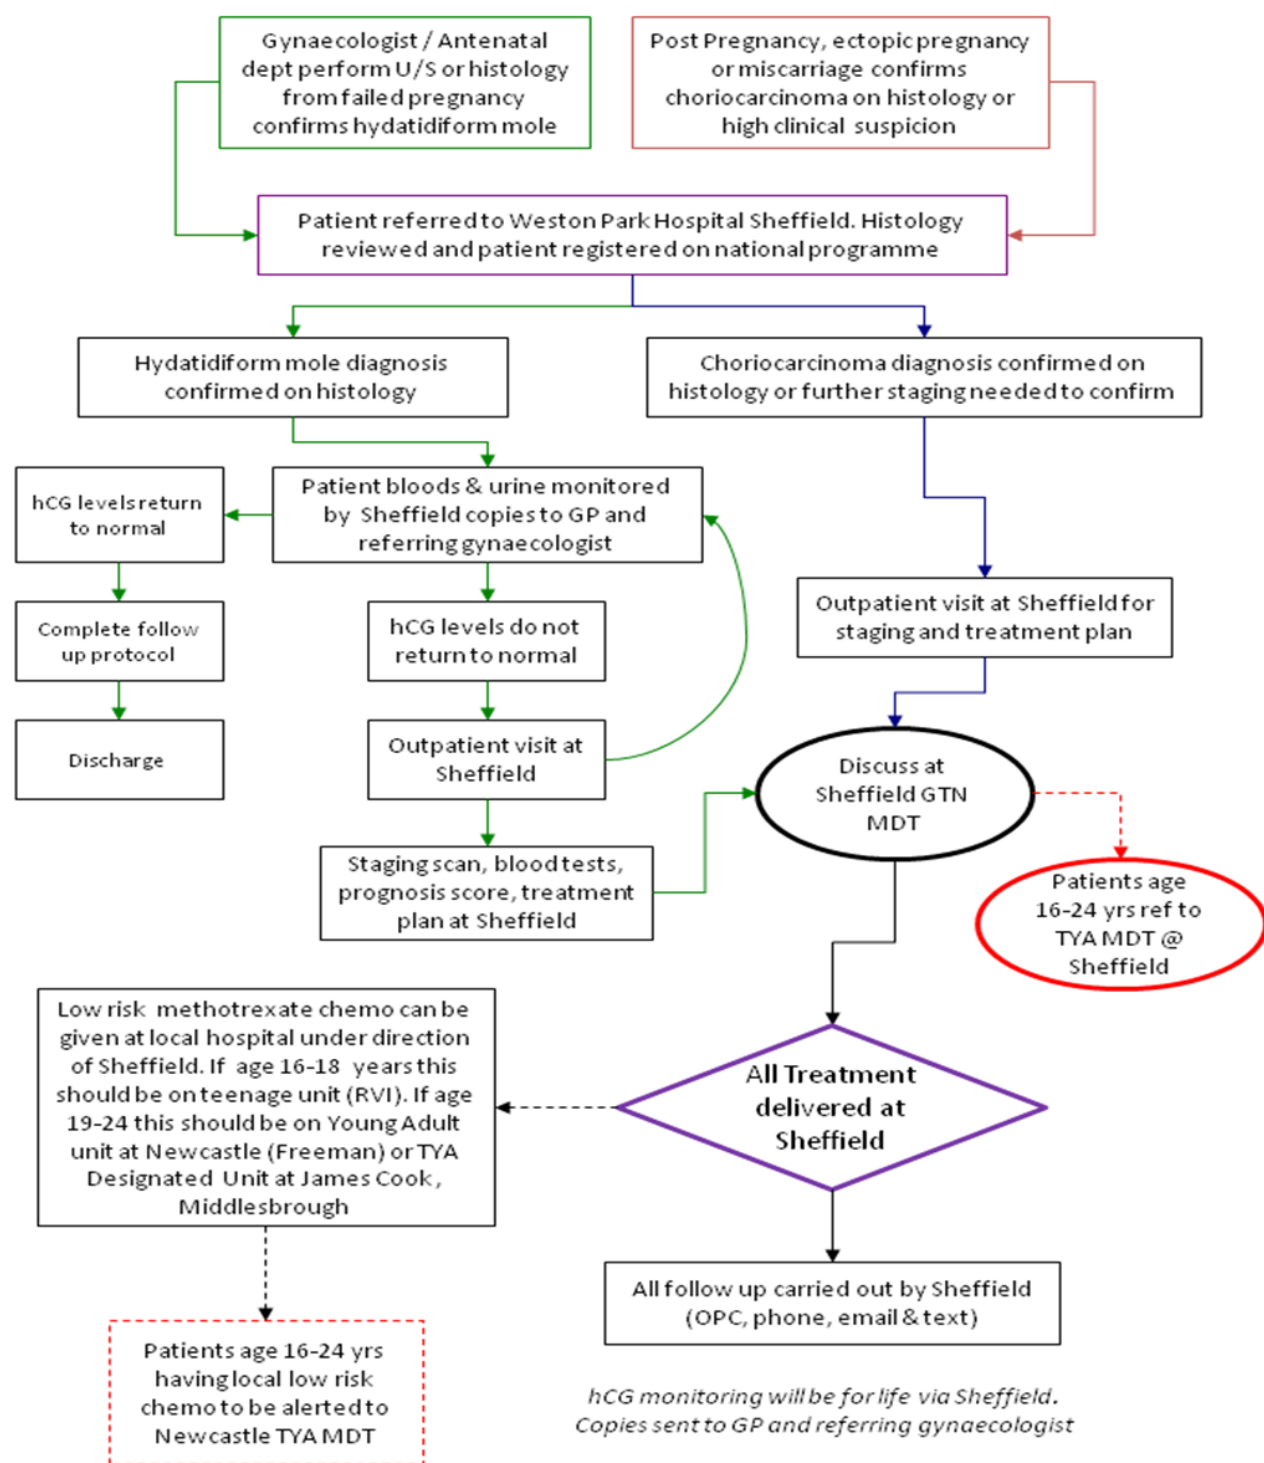 Gynaecologist / Antenatal
dept perform U/S or histology
from failed pregnancy
confirms hydatidiform mole
Post Pregnancy, ectopic pregnancy
or miscarriage confirms
choriocarcinoma on histology or
high clinical suspicion
Patient referred to Weston Park Hospital Sheffield. Histology
reviewed and patient registered on national programme
Hydatidiform mole diagnosis
confirmed on histology
Choriocarcinoma diagnosis confirmed on
histology or further staging needed to confirm
hCG levels return
to normal
Patient bloods & urine monitored
by Sheffield copies to GP and
referring gynaecologist
Complete follow
up protocol
hCG levels do not
return to normal
Outpatient visit at Sheffield for
staging and treatment plan
Discharge
Outpatient visit at
Sheffield
Discuss at
Sheffield GTN
MDT
Staging scan, blood tests,
prognosis score, treatment
plan at Sheffield
Patients age
16-24 yrs ref to
TYA MDT @
Sheffield
Low risk methotrexate chemo can be
given at local hospital under direction
of Sheffield. If age 16-18 years this
should be on teenage unit (RVI). If age
19-24 this should be on Young Adult
unit at Newcastle (Freeman) or TYA
Designated Unit at James Cook,
Middlesbrough
All Treatment
delivered at
Sheffield
All follow up carried out by Sheffield
(OPC, phone, email & text)
Patients age 16-24 yrs
having local low risk
chemo to be alerted to
Newcastle TYA MDT
hCG monitoring will be for life via Sheffield.
Copies sent to GP and referring gynaecologist